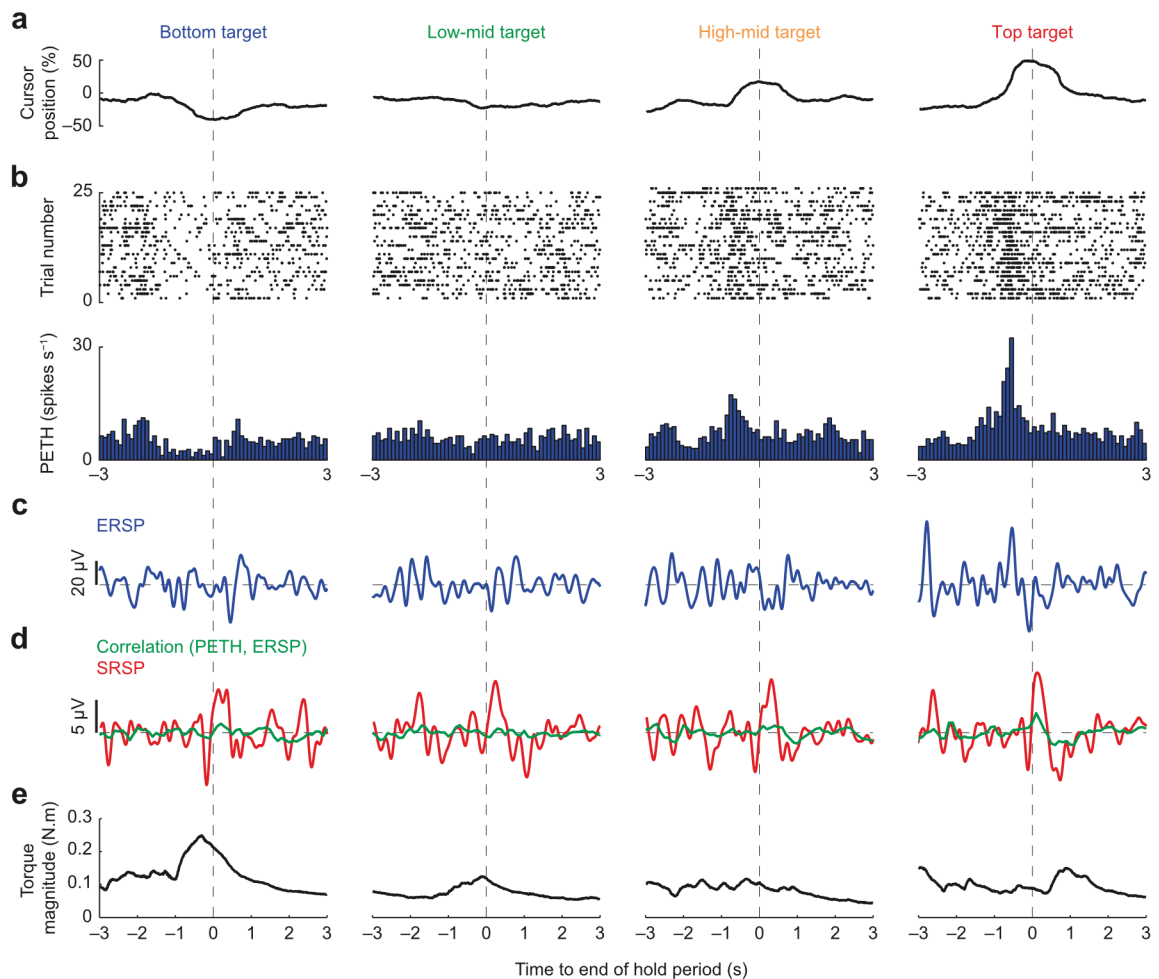 a
Bottom target Low-mid target High-mid target Top target
Cursor
position (%)
50
0
–50
b
Trial number
25
0
PETH (spikes s⁻¹)
30
0
–3 3 –3 3 –3 3 –3 3
c
ERSP
20 µV
d
Correlation (PETH, ERSP)
SRSP
5 µV
e
Torque
magnitude (N.m)
0.3
0.2
0.1
0
–3 –2 –1 0 1 2 3 –3 –2 –1 0 1 2 3 –3 –2 –1 0 1 2 3 –3 –2 –1 0 1 2 3
Time to end of hold period (s)